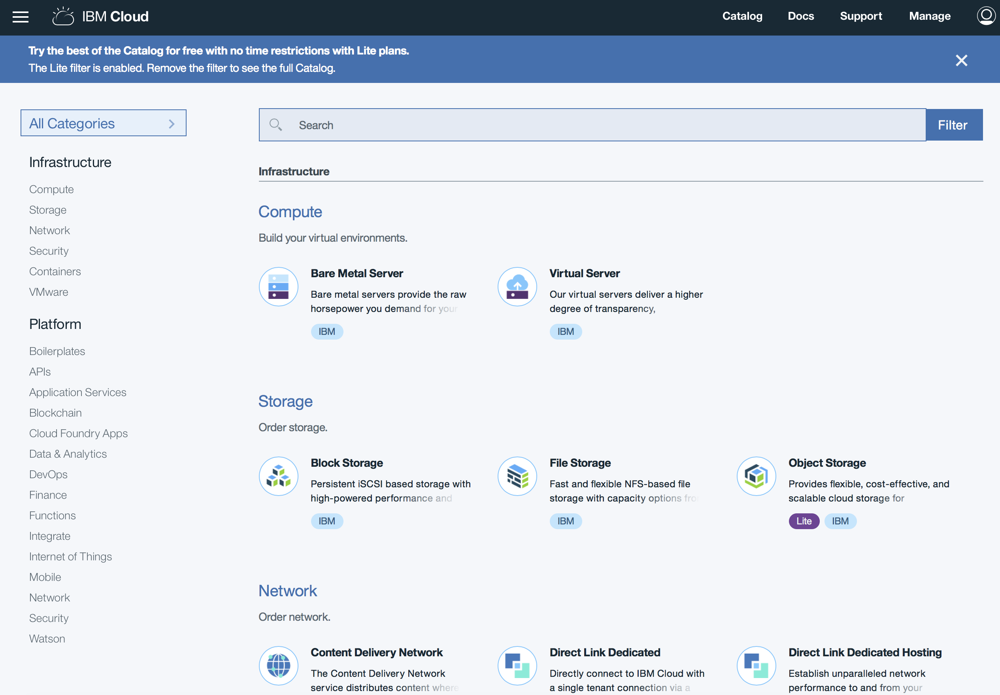 IBM Cloud
Catalog
Docs
Support
Manage
Try the best of the Catalog for free with no time restrictions with Lite plans.
The Lite filter is enabled. Remove the filter to see the full Catalog.
All Categories
Infrastructure
Compute
Storage
Network
Security
Containers
VMware
Platform
Boilerplates
APIs
Application Services
Blockchain
Cloud Foundry Apps
Data & Analytics
DevOps
Finance
Functions
Integrate
Internet of Things
Mobile
Network
Security
Watson
Search
Filter
Infrastructure
Compute
Build your virtual environments.
Bare Metal Server
Bare metal servers provide the raw
horsepower you demand for your
IBM
Virtual Server
Our virtual servers deliver a higher
degree of transparency,
IBM
Storage
Order storage.
Block Storage
Persistent iSCSI based storage with
high-powered performance and
IBM
File Storage
Fast and flexible NFS-based file
storage with capacity options from
IBM
Object Storage
Provides flexible, cost-effective, and
scalable cloud storage for
Lite
IBM
Network
Order network.
Content Delivery Network
The Content Delivery Network
service distributes content where
Direct Link Dedicated
Directly connect to IBM Cloud with
a single tenant connection via a
Direct Link Dedicated Hosting
Establish unparalleled network
performance to and from your